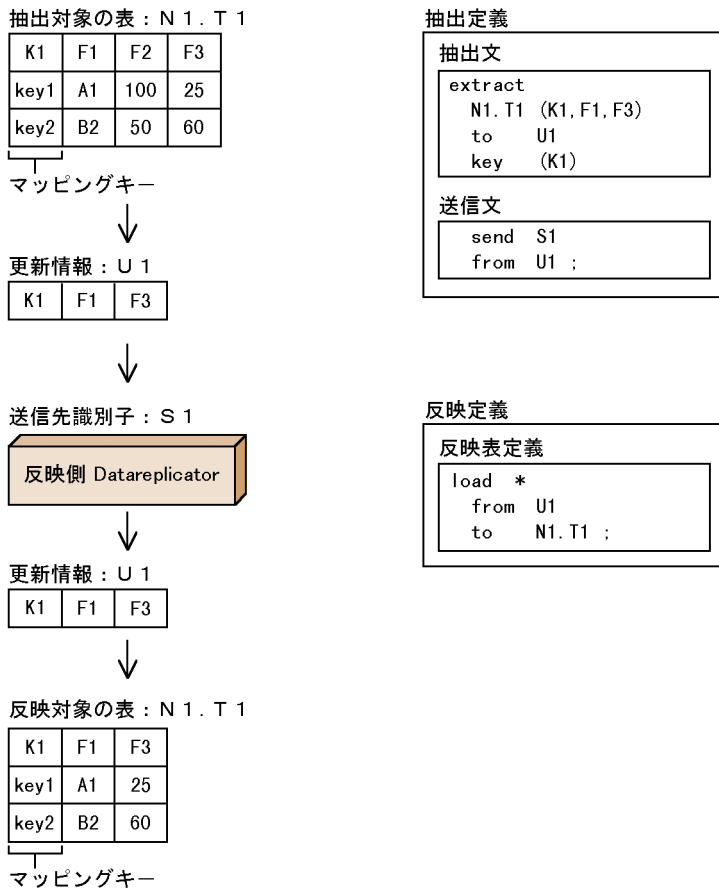 抽出対象の表：Ｎ１.Ｔ１
K1 F1 F2 F3
key1 A1 100 25
key2 B2 50 60
マッピングキー
更新情報：Ｕ１
K1 F1 F3
送信先識別子：Ｓ１
反映側 Datareplicator
更新情報：Ｕ１
K1 F1 F3
反映対象の表：Ｎ１.Ｔ１
K1 F1 F3
key1 A1 25
key2 B2 60
マッピングキー
抽出定義
抽出文
extract
N1.T1 (K1,F1,F3)
to U1
key (K1)
送信文
send S1
from U1 ;
反映定義
反映表定義
load *
from U1
to N1.T1 ;